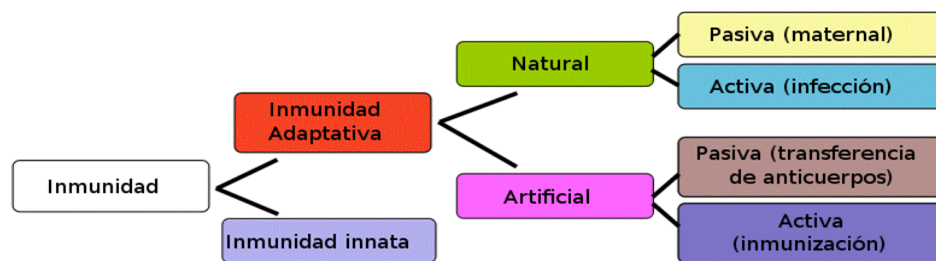 Inmunidad
Inmunidad
Adaptativa
Inmunidad innata
Natural
Artificial
Pasiva (maternal)
Activa (infección)
Pasiva (transferencia
de anticuerpos)
Activa
(inmunización)